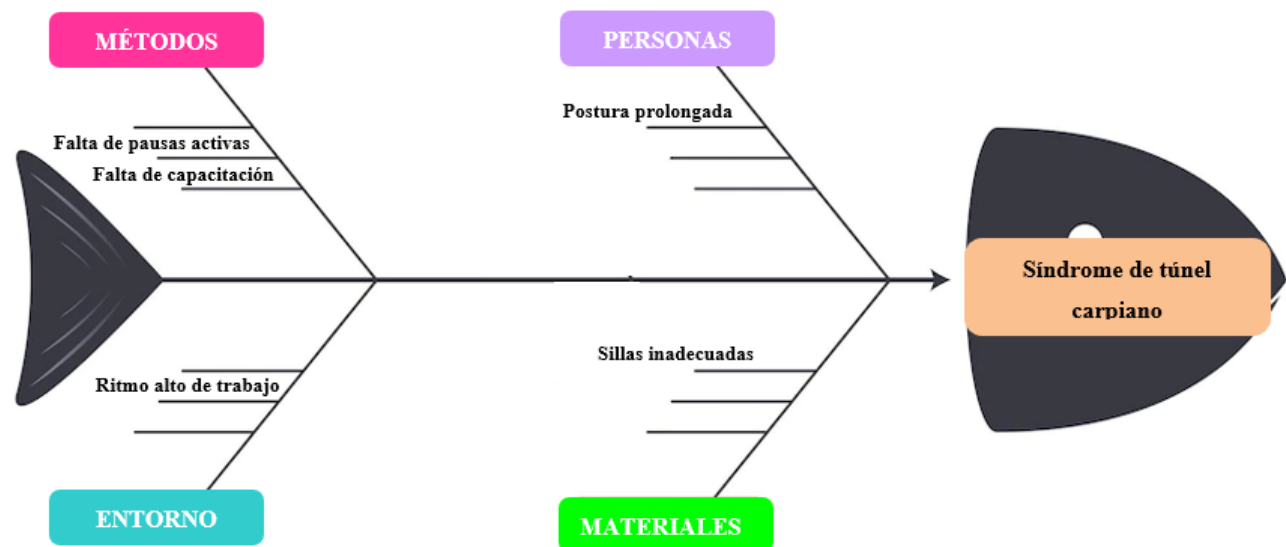 MÉTODOS
PERSONAS
Postura prolongada
Falta de pausas activas
Falta de capacitación
Síndrome de túnel
carpiano
Sillas inadecuadas
Ritmo alto de trabajo
ENTORNO
MATERIALES